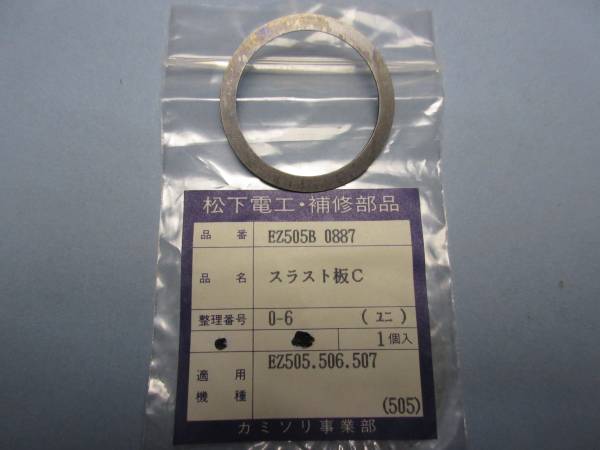 松下電工・補修部品
品番 EZ505B 0887
品名 スラスト板C
整理番号 0-6 (ユニ)
1個入
適用機種 EZ505.506.507
(505)
カミソリ事業部